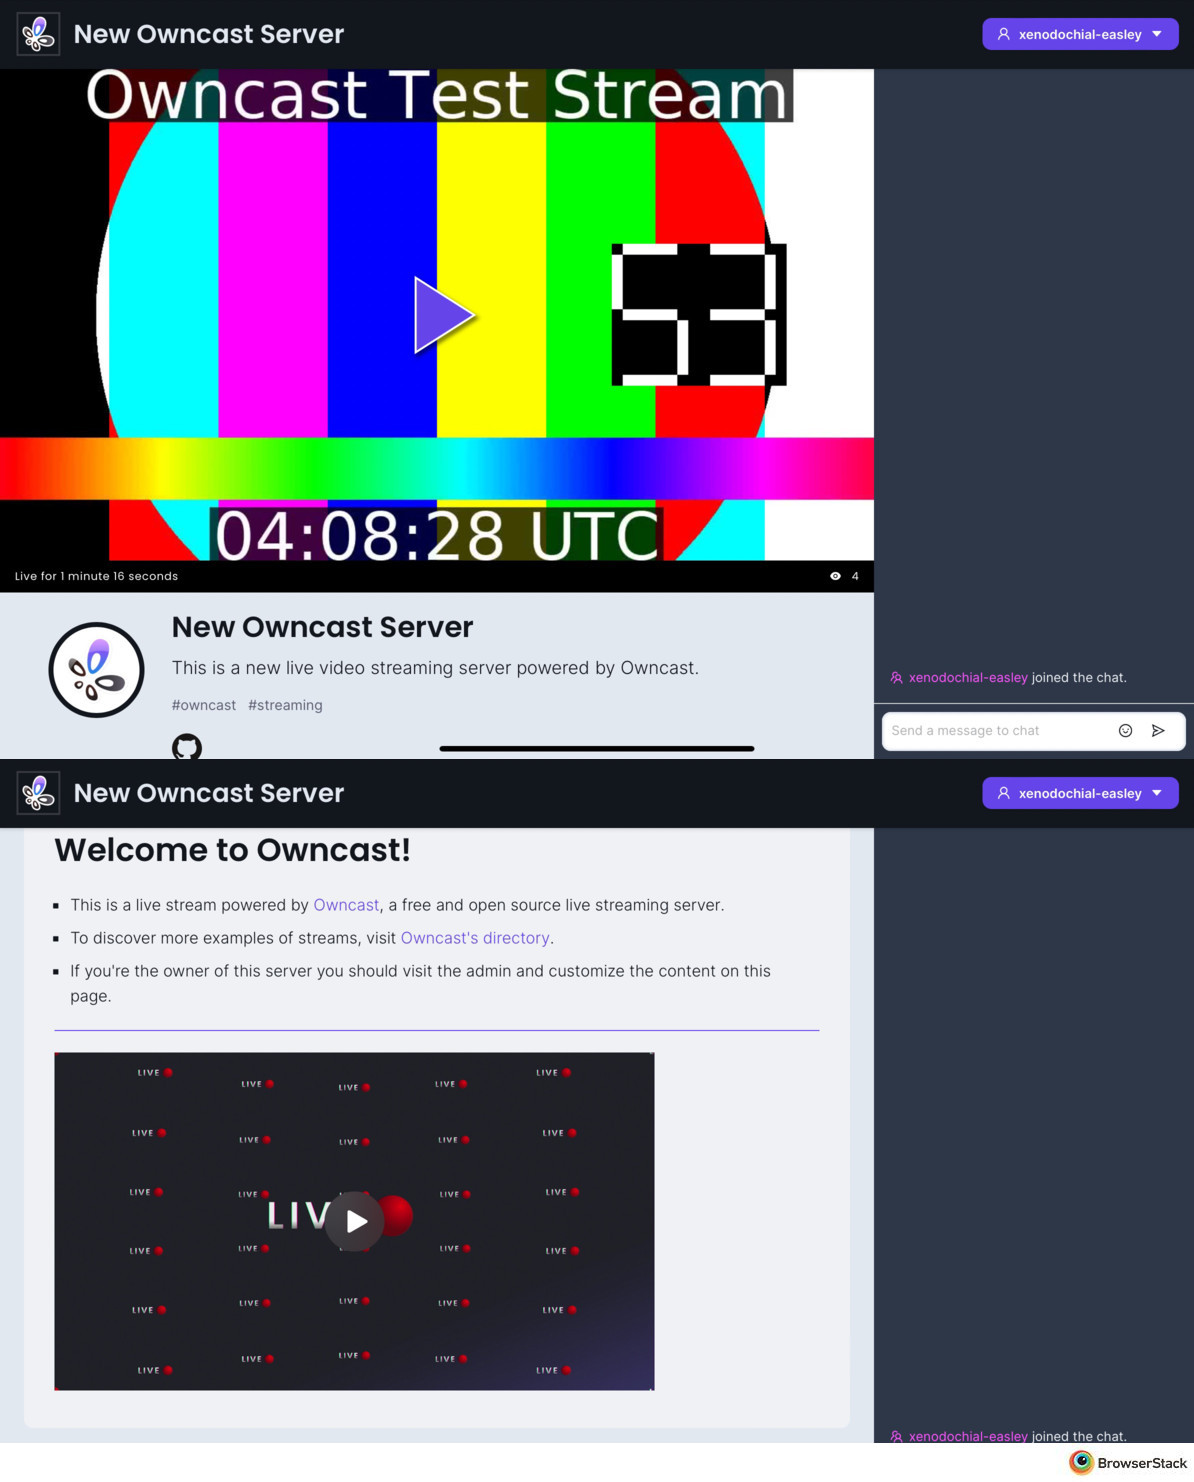 New Owncast Server
xenodochial-easley
Owncast Test Stream
53
04:08:28 UTC
Live for 1 minute 16 seconds
4
New Owncast Server
This is a new live video streaming server powered by Owncast.
#owncast #streaming
xenodochial-easley joined the chat.
Send a message to chat
New Owncast Server
xenodochial-easley
Welcome to Owncast!
This is a live stream powered by Owncast, a free and open source live streaming server.
To discover more examples of streams, visit Owncast's directory.
If you're the owner of this server you should visit the admin and customize the content on this
page.
LIVE LIVE LIVE LIVE LIVE
LIVE LIVE LIVE LIVE LIVE
LIVE LIVE LIVE LIVE
LIV
LIVE LIVE LIVE LIVE
LIVE LIVE LIVE LIVE LIVE
LIVE LIVE LIVE LIVE LIVE
xenodochial-easley joined the chat.
BrowserStack